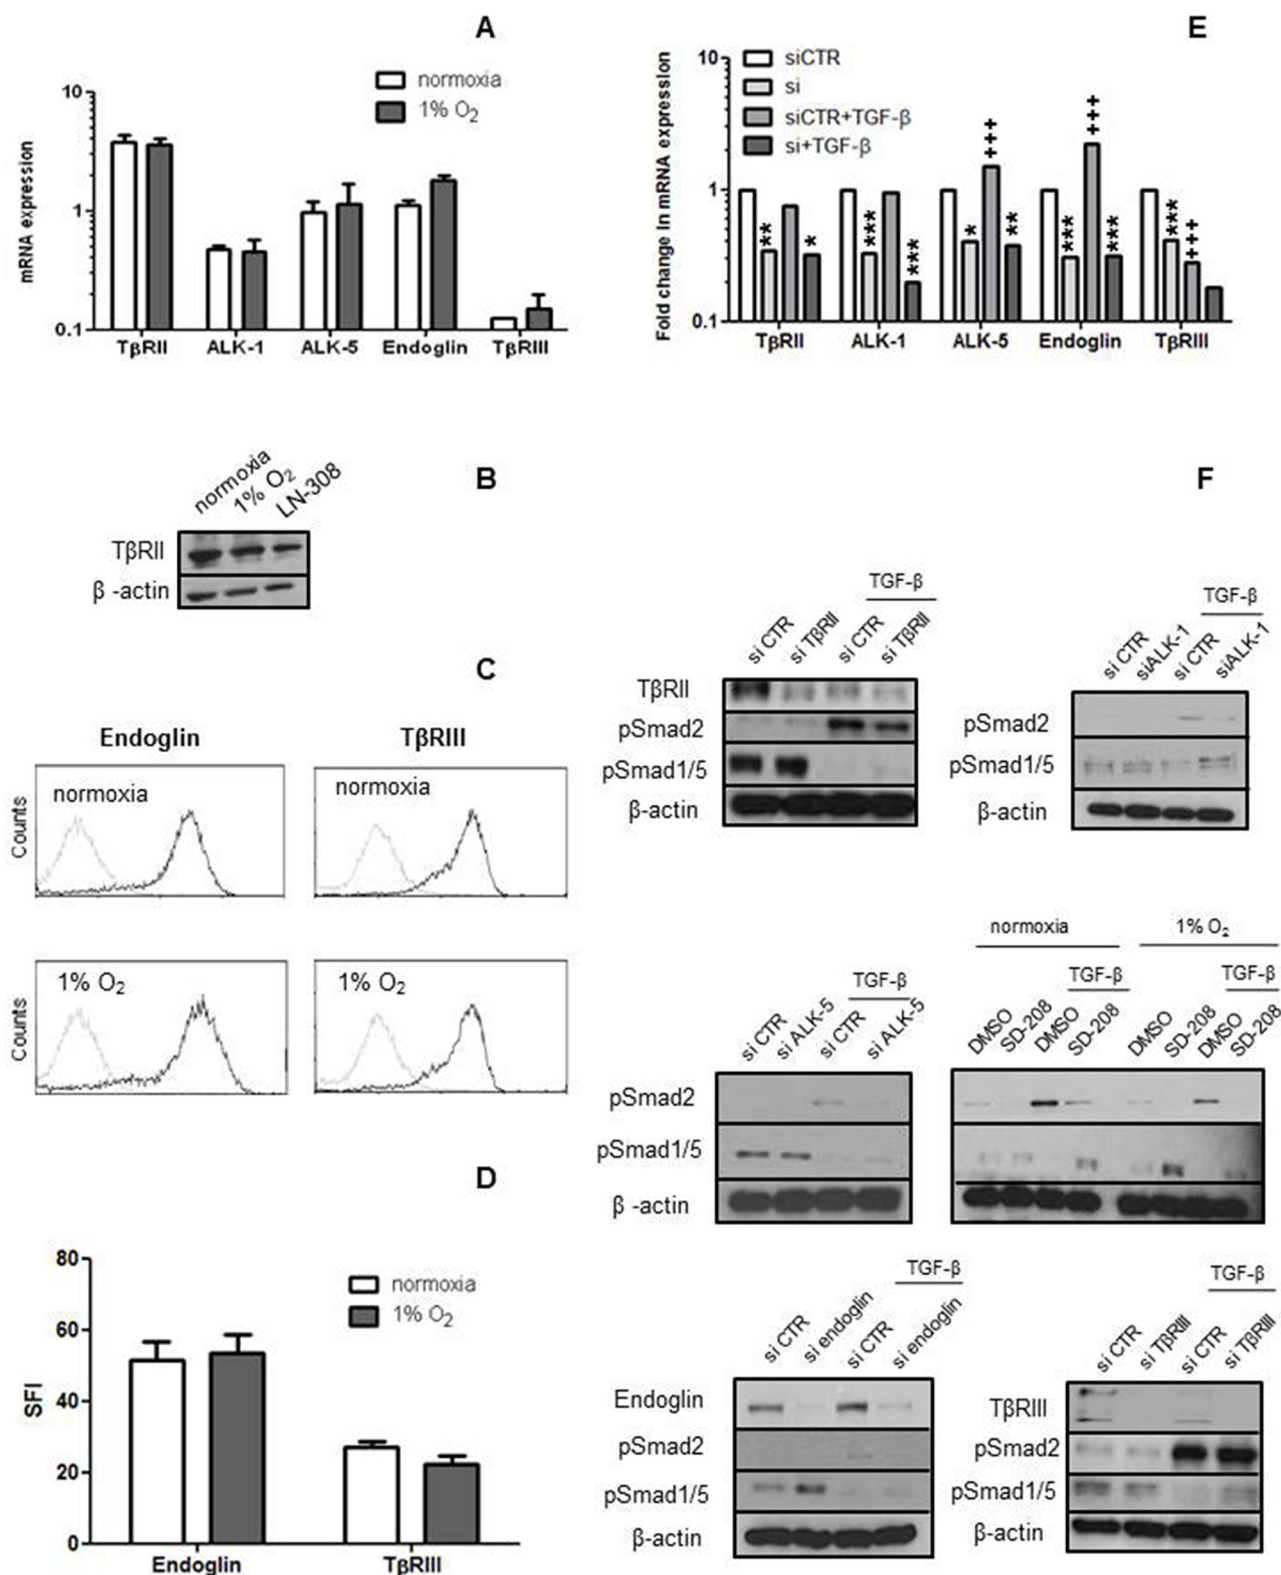 A
normoxia
1% O₂
10
1
0.1
mRNA expression
TβRII ALK-1 ALK-5 Endoglin TβRIII
B
normoxia
1% O₂
LN-308
TβRII
β -actin
C
Endoglin TβRIII
Counts
normoxia
normoxia
Counts
1% O₂
1% O₂
D
normoxia
1% O₂
80
60
40
20
0
SFI
Endoglin TβRIII
E
siCTR
si
siCTR+TGF-β
si+TGF-β
10
1
0.1
Fold change in mRNA expression
** * *** *** * +++ ** *** +++ *** *** +++
TβRII ALK-1 ALK-5 Endoglin TβRIII
F
TGF-β
si CTR si TβRII si CTR si TβRII
TβRII
pSmad2
pSmad1/5
β-actin
TGF-β
si CTR siALK-1 si CTR siALK-1
pSmad2
pSmad1/5
β-actin
TGF-β
si CTR si ALK-5 si CTR si ALK-5
pSmad2
pSmad1/5
β -actin
normoxia 1% O₂
TGF-β TGF-β
DMSO SD-208 DMSO SD-208 DMSO SD-208 DMSO SD-208
TGF-β
si CTR si endoglin si CTR si endoglin
Endoglin
pSmad2
pSmad1/5
β-actin
TGF-β
si CTR si TβRIII si CTR si TβRIII
TβRIII
pSmad2
pSmad1/5
β-actin